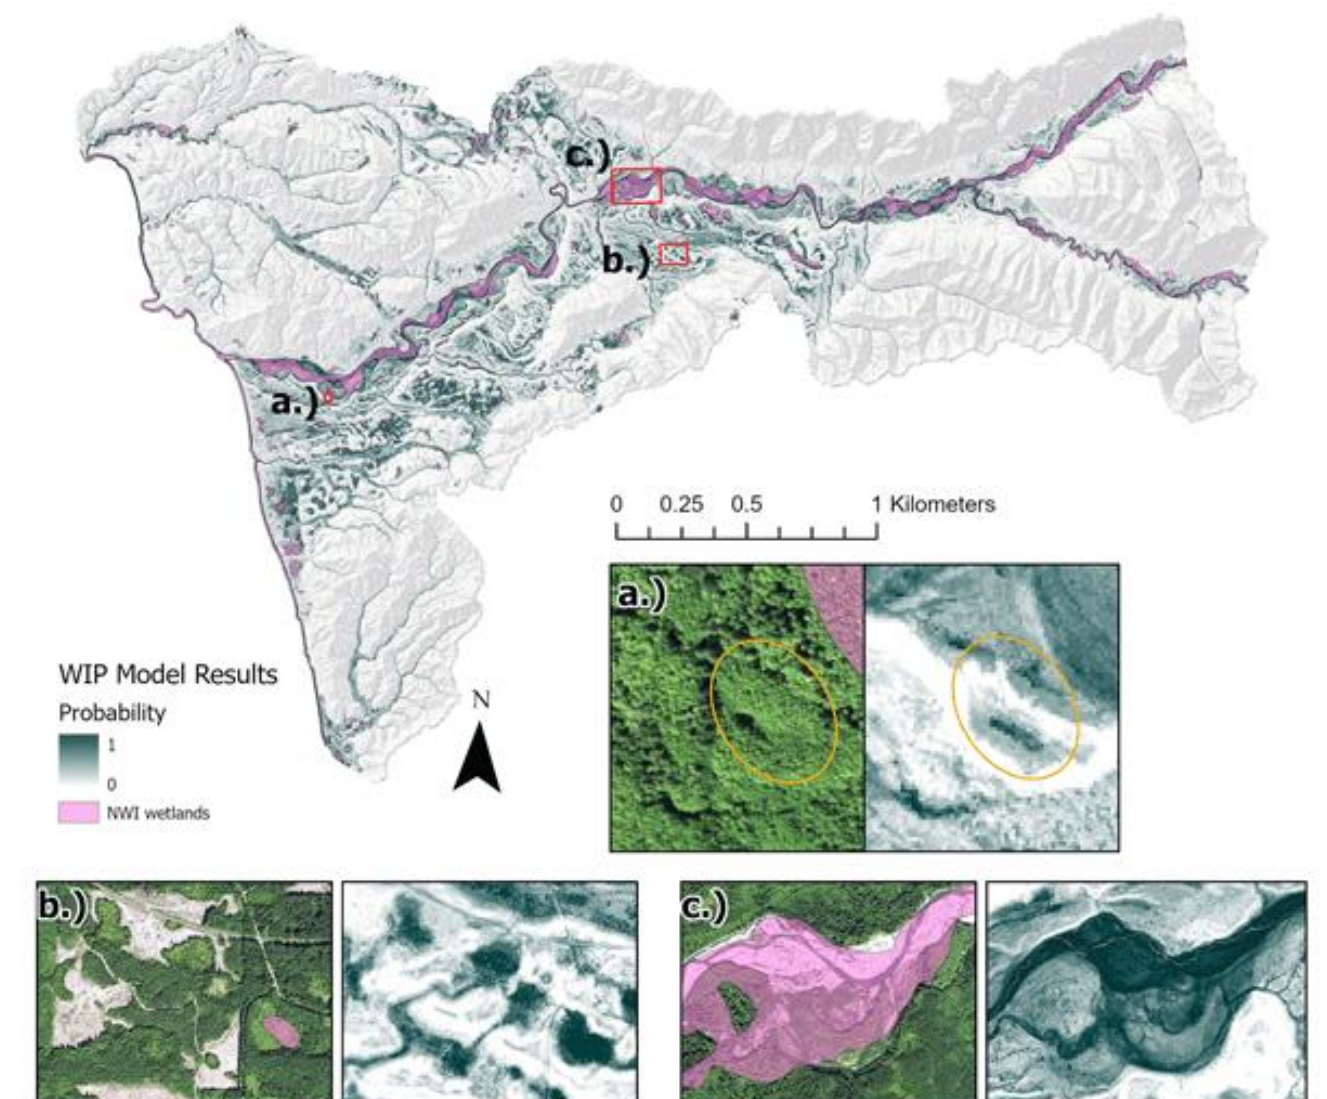 c.)
b.)
a.)
0 0.25 0.5 1 Kilometers
a.)
WIP Model Results
Probability
1
0
NWI wetlands
N
b.)
c.)